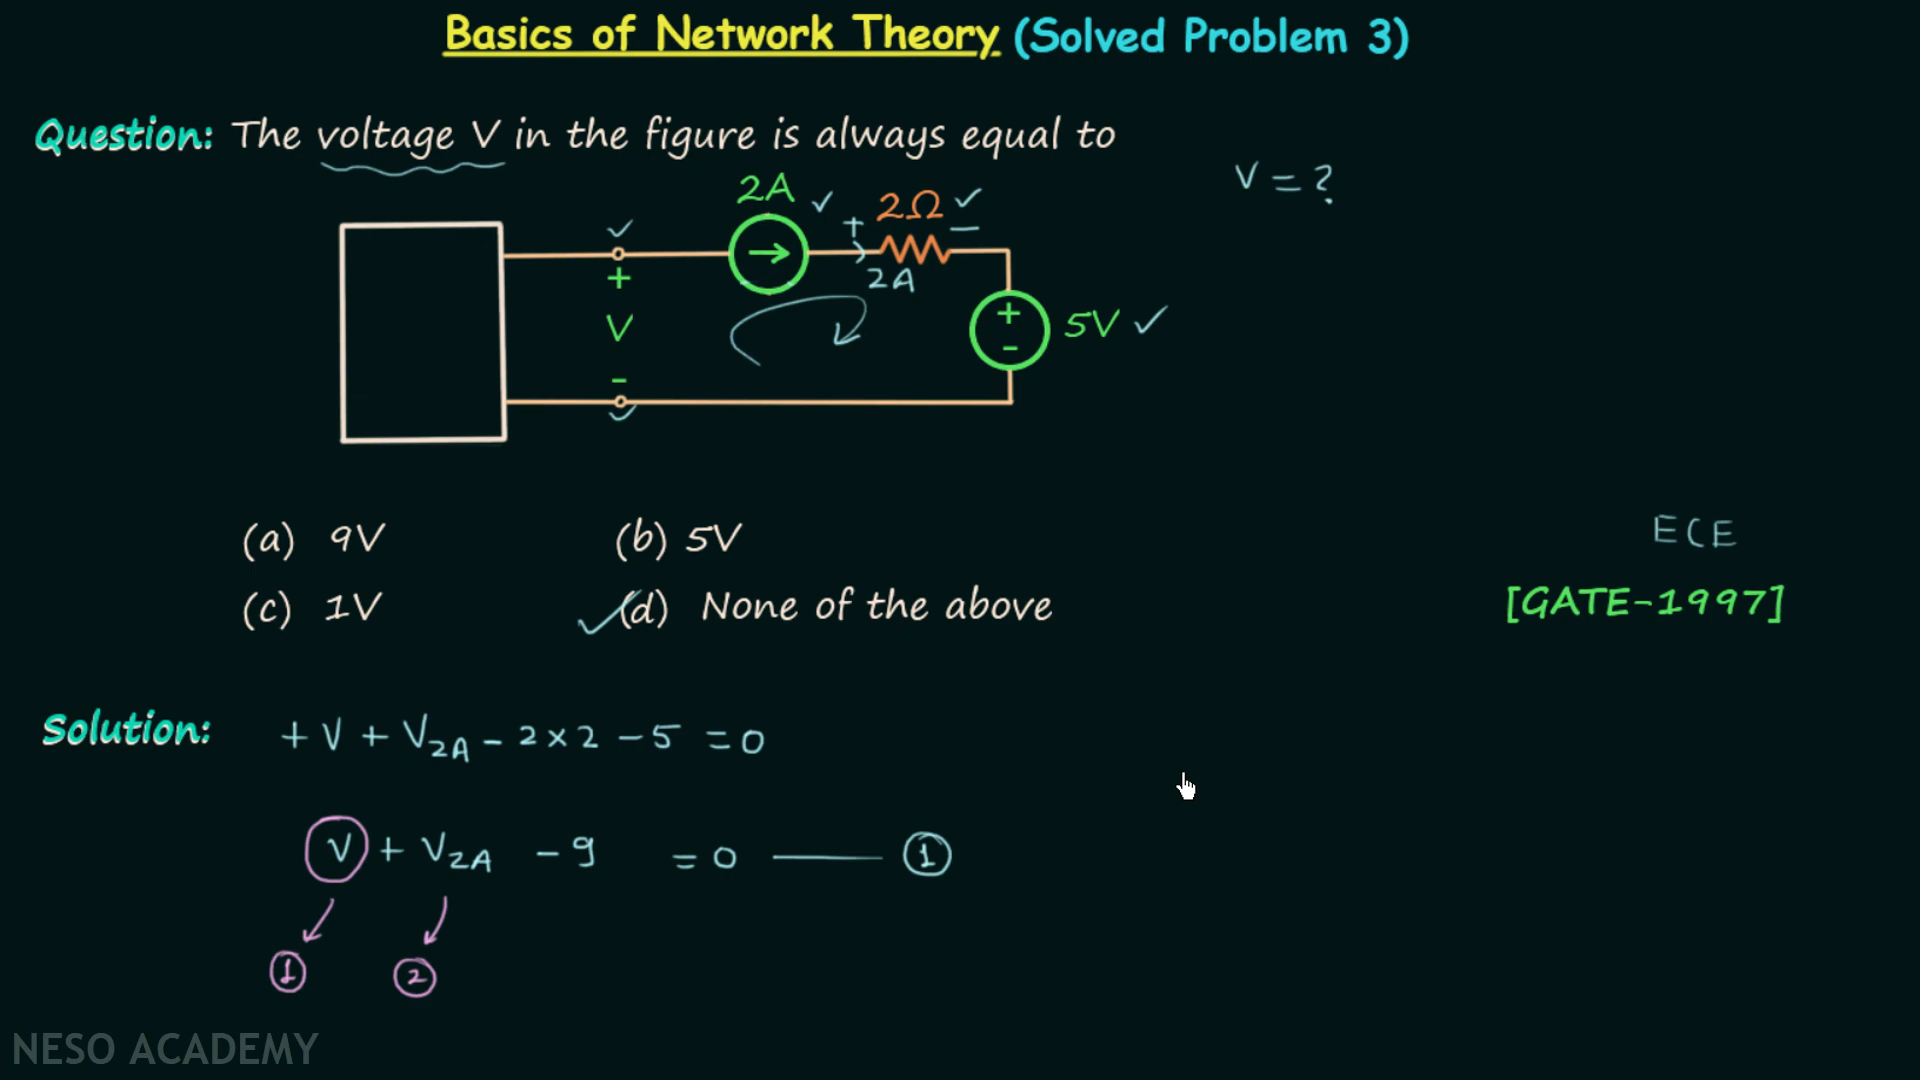 Basics of Network Theory (Solved Problem 3)
Question: The voltage V in the figure is always equal to
V = ?
2A
2Ω
+ −
2A
+
V
-
+
-
5V
(a) 9V
(b) 5V
(c) 1V
(d) None of the above
ECE
[GATE-1997]
Solution: + V + V2A - 2 × 2 - 5 = 0
V + V2A - 9 = 0 —— 1
1 2
NESO ACADEMY